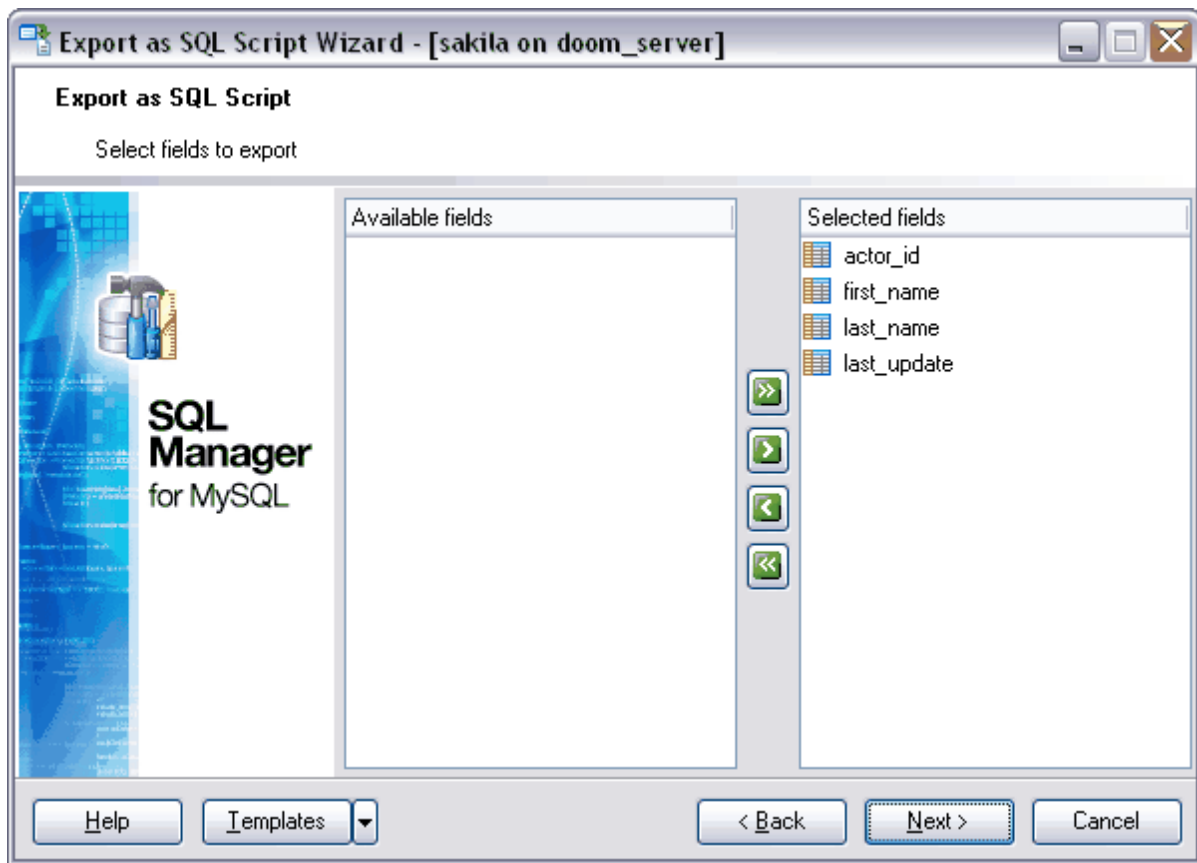 Export as SQL Script Wizard - [sakila on doom_server]
Export as SQL Script
Select fields to export
Available fields
Selected fields
actor_id
first_name
last_name
last_update
SQL
Manager
for MySQL
Help
Templates
< Back
Next >
Cancel